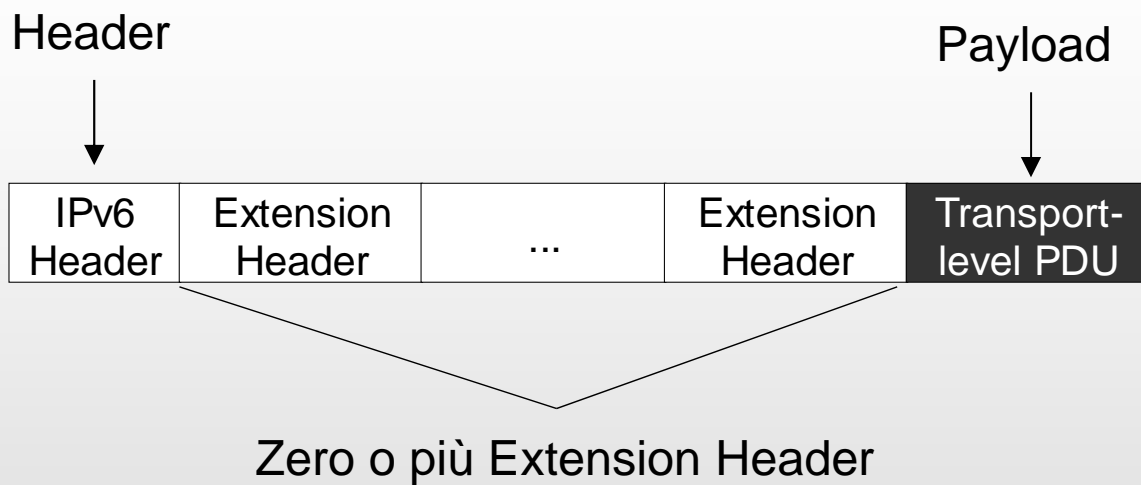 Header
Payload
IPv6
Header
Extension
Header
...
Extension
Header
Transport-
level PDU
Zero o più Extension Header